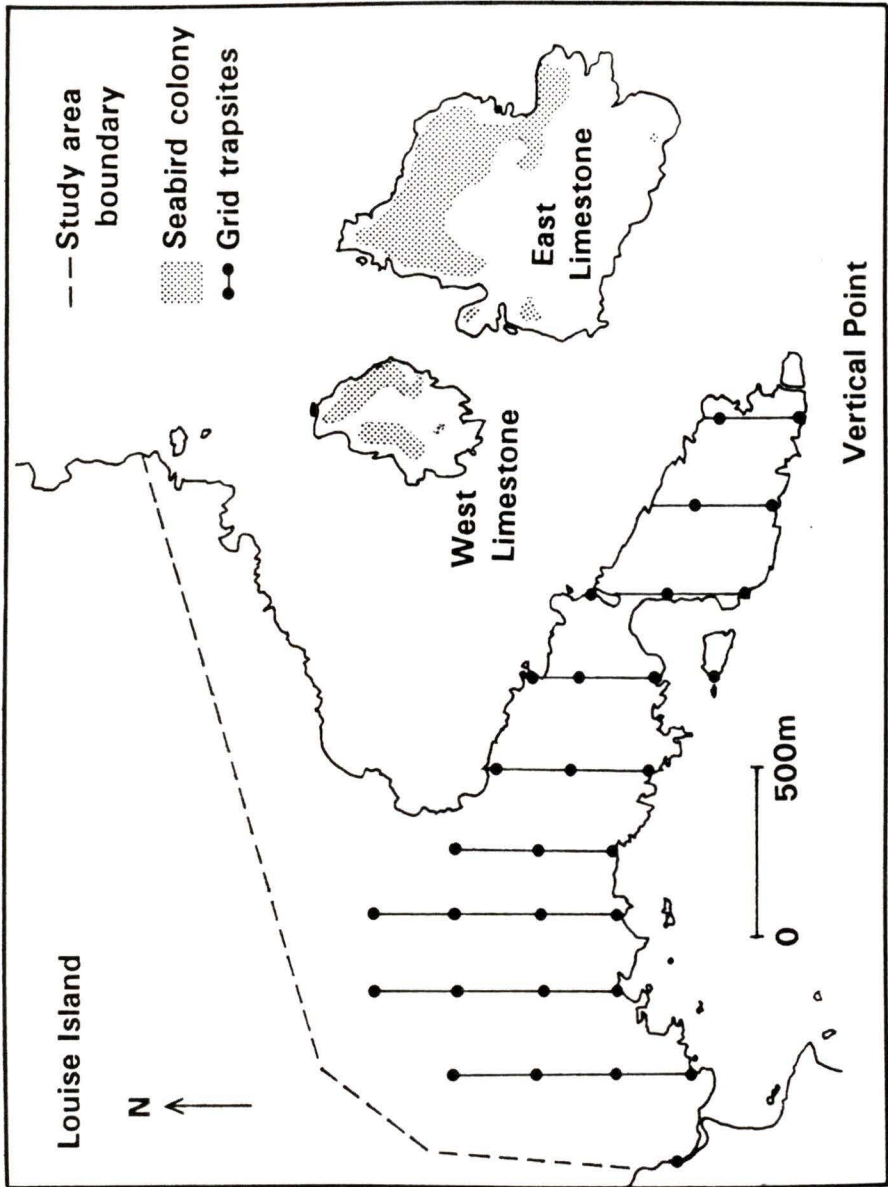 Louise Island
N
— — Study area
boundary
Seabird colony
Grid trapsites
West
Limestone
East
Limestone
0 500m
Vertical Point